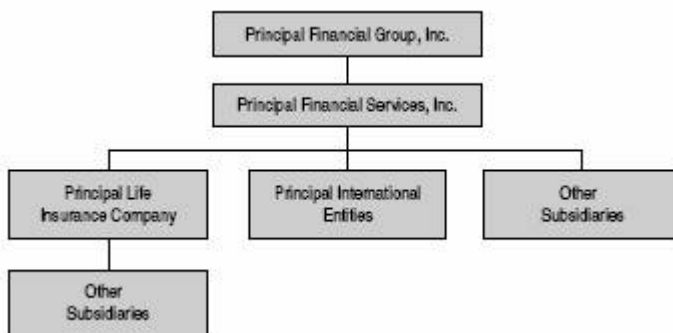 Principal Financial Group, Inc.
Principal Financial Services, Inc.
Principal Life
Insurance Company
Principal International
Entities
Other
Subsidiaries
Other
Subsidiaries